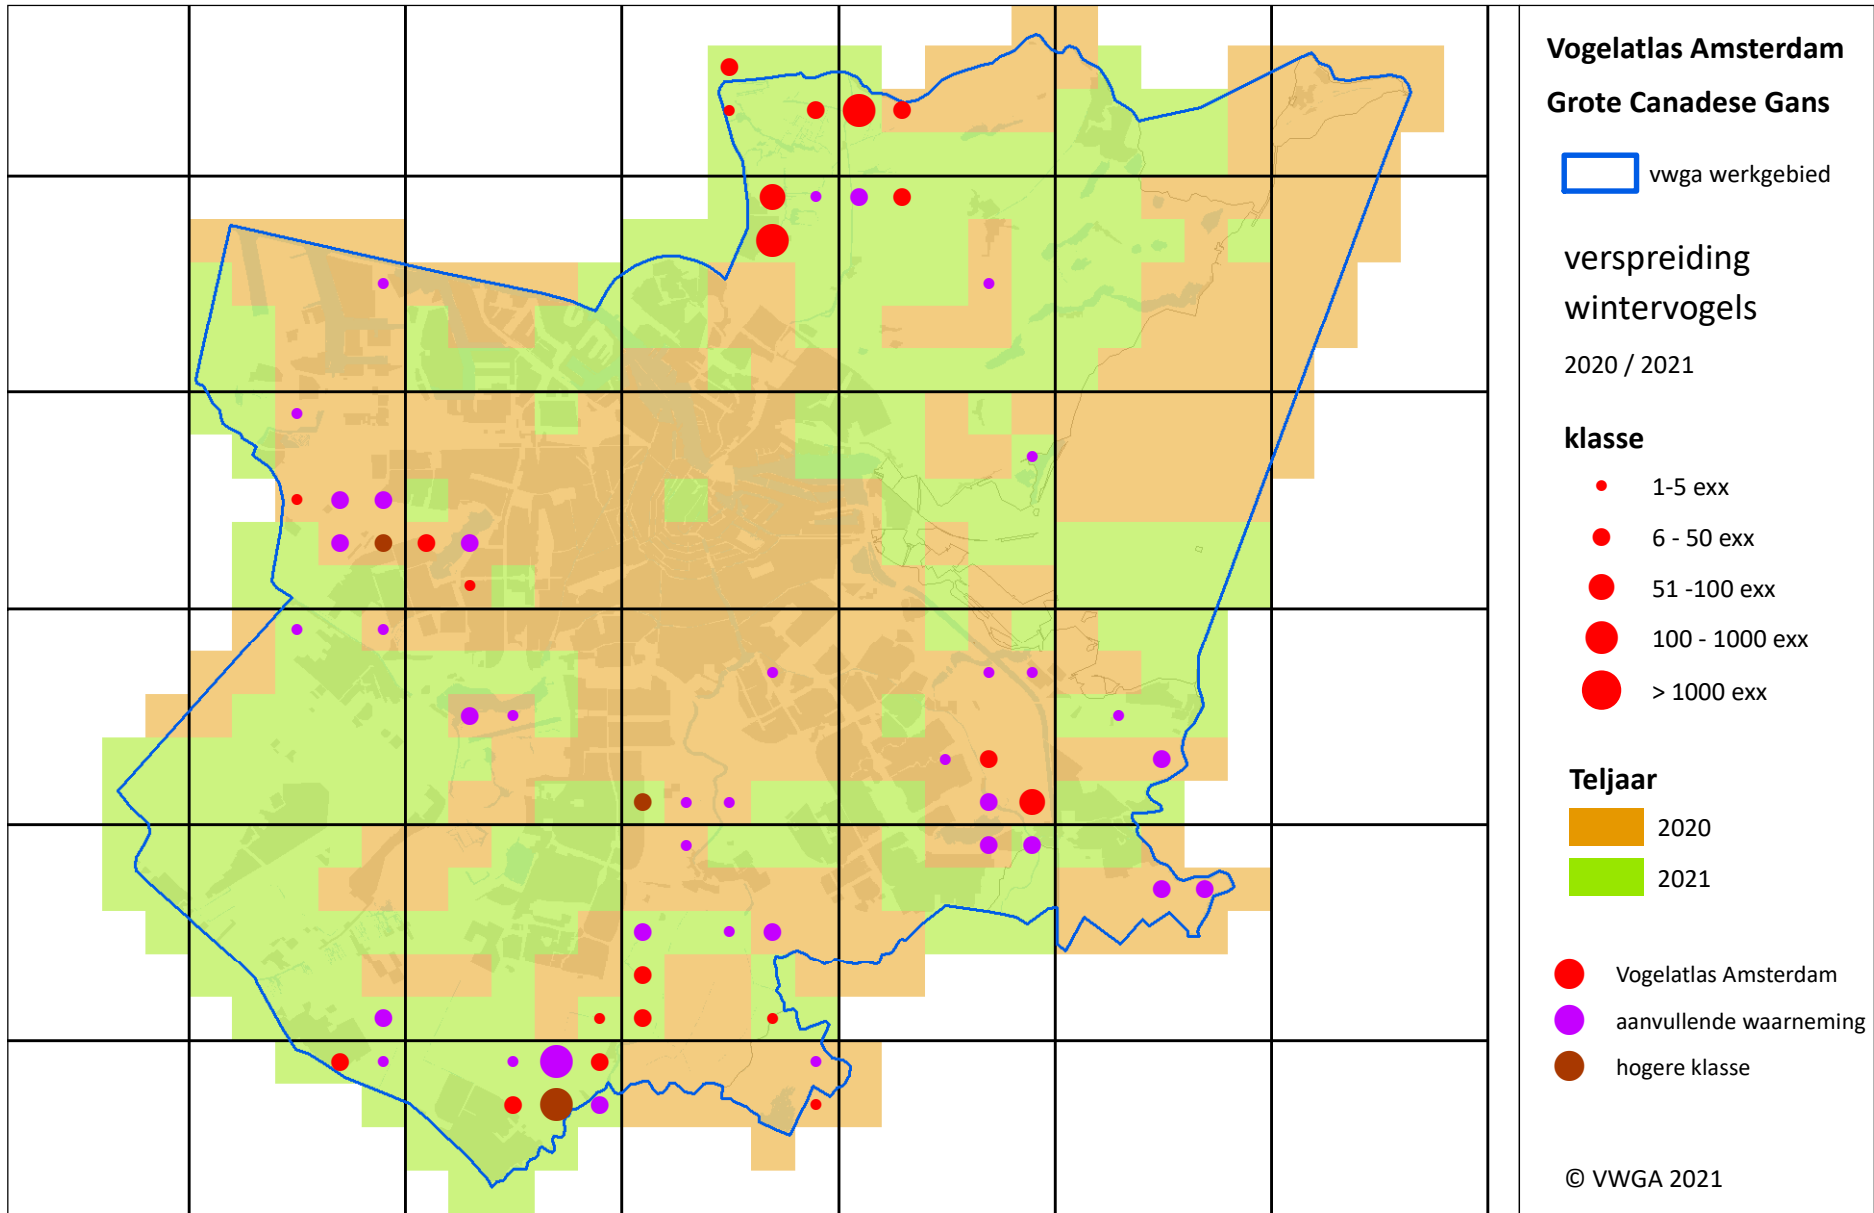 Vogelatlas Amsterdam
Grote Canadese Gans
vwga werkgebied
verspreiding
wintervogels
2020 / 2021
klasse
1-5 exx
6 - 50 exx
51 -100 exx
100 - 1000 exx
> 1000 exx
Teljaar
2020
2021
Vogelatlas Amsterdam
aanvullende waarneming
hogere klasse
© VWGA 2021